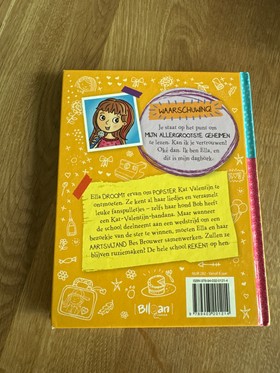 WAARSCHUWING
Je staat op het punt om
MIJN ALLERGROOTSTE GEHEIMEN
te lezen. Kan ik je vertrouwen?
Oké dan. Ik ben Ella, en
dit is mijn dagboek.
Ella DROOMT ervan om POPSTER Kat Valentijn te
ontmoeten. Ze kent al haar liedjes en verzamelt
leuke fanspulletjes – zelfs haar hond Bob heeft
een Kat-Valentijn-bandana. Maar wanneer
de school deelneemt aan een wedstrijd om een
bezoekje van de ster te winnen, moeten Ella en haar
AARTSVIJAND Bes Brouwer samenwerken. Zullen ze
blijven ruziemaken? De hele school REKENT op hen.
Ballon